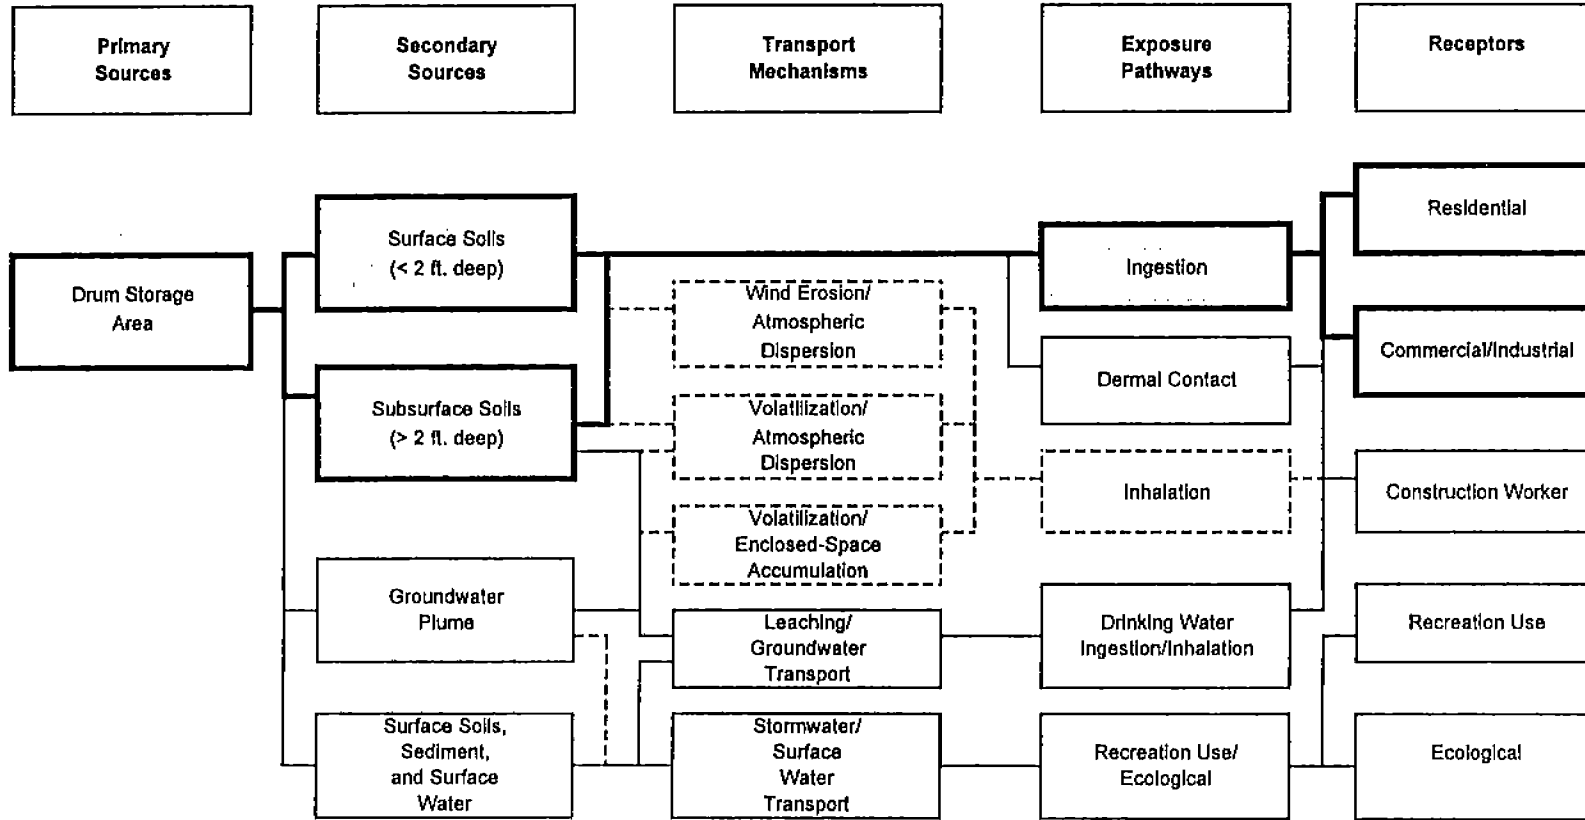 Primary
Sources
Secondary
Sources
Transport
Mechanisms
Exposure
Pathways
Receptors
Drum Storage
Area
Surface Soils
(< 2 ft. deep)
Subsurface Soils
(> 2 ft. deep)
Groundwater
Plume
Surface Soils,
Sediment,
and Surface
Water
Wind Erosion/
Atmospheric
Dispersion
Volatilization/
Atmospheric
Dispersion
Volatilization/
Enclosed-Space
Accumulation
Leaching/
Groundwater
Transport
Stormwater/
Surface
Water
Transport
Ingestion
Dermal Contact
Inhalation
Drinking Water
Ingestion/Inhalation
Recreation Use/
Ecological
Residential
Commercial/Industrial
Construction Worker
Recreation Use
Ecological